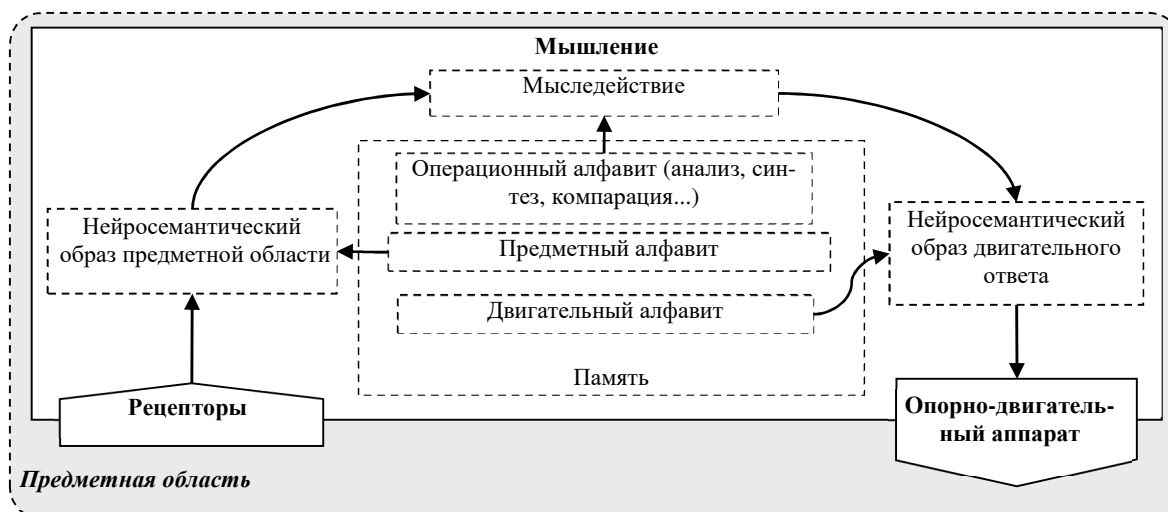 Мышление
Мыследействие
Операционный алфавит (анализ, син-
тез, компарация...)
Нейросемантический
образ предметной области
Предметный алфавит
Двигательный алфавит
Память
Нейросемантический
образ двигательного
ответа
Рецепторы
Опорно-двигатель-
ный аппарат
Предметная область